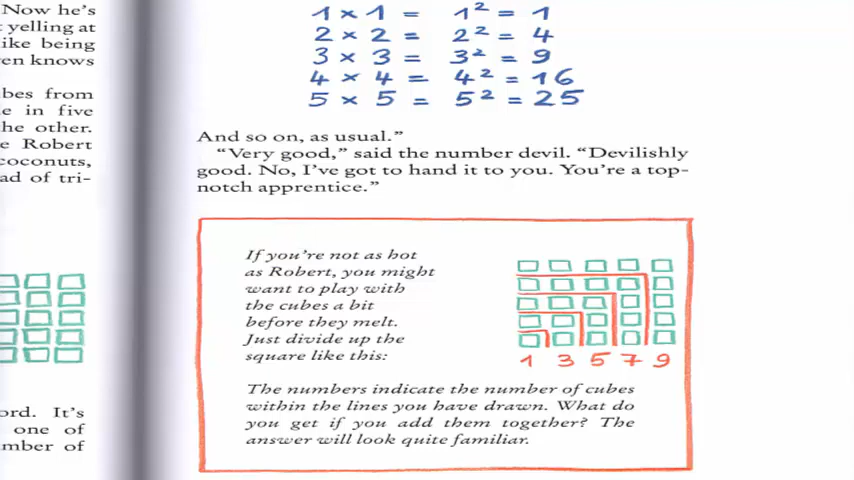 Now he's
yelling at
like being
knows
from
in five
the other.
Robert
coconuts,
of tri-
It's
one of
of
1 × 1 = 1² = 1
2 × 2 = 2² = 4
3 × 3 = 3² = 9
4 × 4 = 4² = 16
5 × 5 = 5² = 25
And so on, as usual.”
“Very good,” said the number devil. “Devilishly
good. No, I’ve got to hand it to you. You’re a top-
notch apprentice.”
If you’re not as hot
as Robert, you might
want to play with
the cubes a bit
before they melt.
Just divide up the
square like this:
1 3 5 7 9
The numbers indicate the number of cubes
within the lines you have drawn. What do
you get if you add them together? The
answer will look quite familiar.